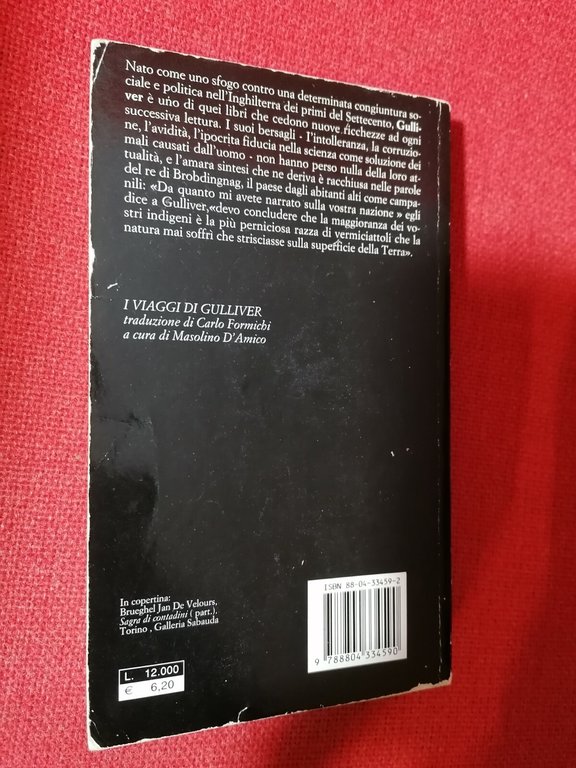 Nato come uno sfogo contro una determinata congiuntura so-
ciale e politica nell'Inghilterra dei primi del Settecento, Gulli-
ver è uno di quei libri che cedono nuove ricchezze ad ogni
successiva lettura. I suoi bersagli - l'intolleranza, la corruzio-
ne, l'avidità, l'ipocrita fiducia nella scienza come soluzione dei
mali causati dall'uomo - non hanno perso nulla della loro at-
tualità, e l'amara sintesi che ne deriva è racchiusa nelle parole
del re di Brobdingnag, il paese dagli abitanti alti come campa-
nili: «Da quanto mi avete narrato sulla vostra nazione » egli
dice a Gulliver,«devo concludere che la maggioranza dei vo-
stri indigeni è la più perniciosa razza di vermiciattoli che la
natura mai soffrì che strisciasse sulla superficie della Terra».
I VIAGGI DI GULLIVER
traduzione di Carlo Formichi
a cura di Masolino D'Amico
In copertina:
Brueghel Jan De Velours,
Sagra di contadini ( part.).
Torino , Galleria Sabauda
L. 12.000
€ 6,20
ISBN 88-04-33459-2
9 788804 334590